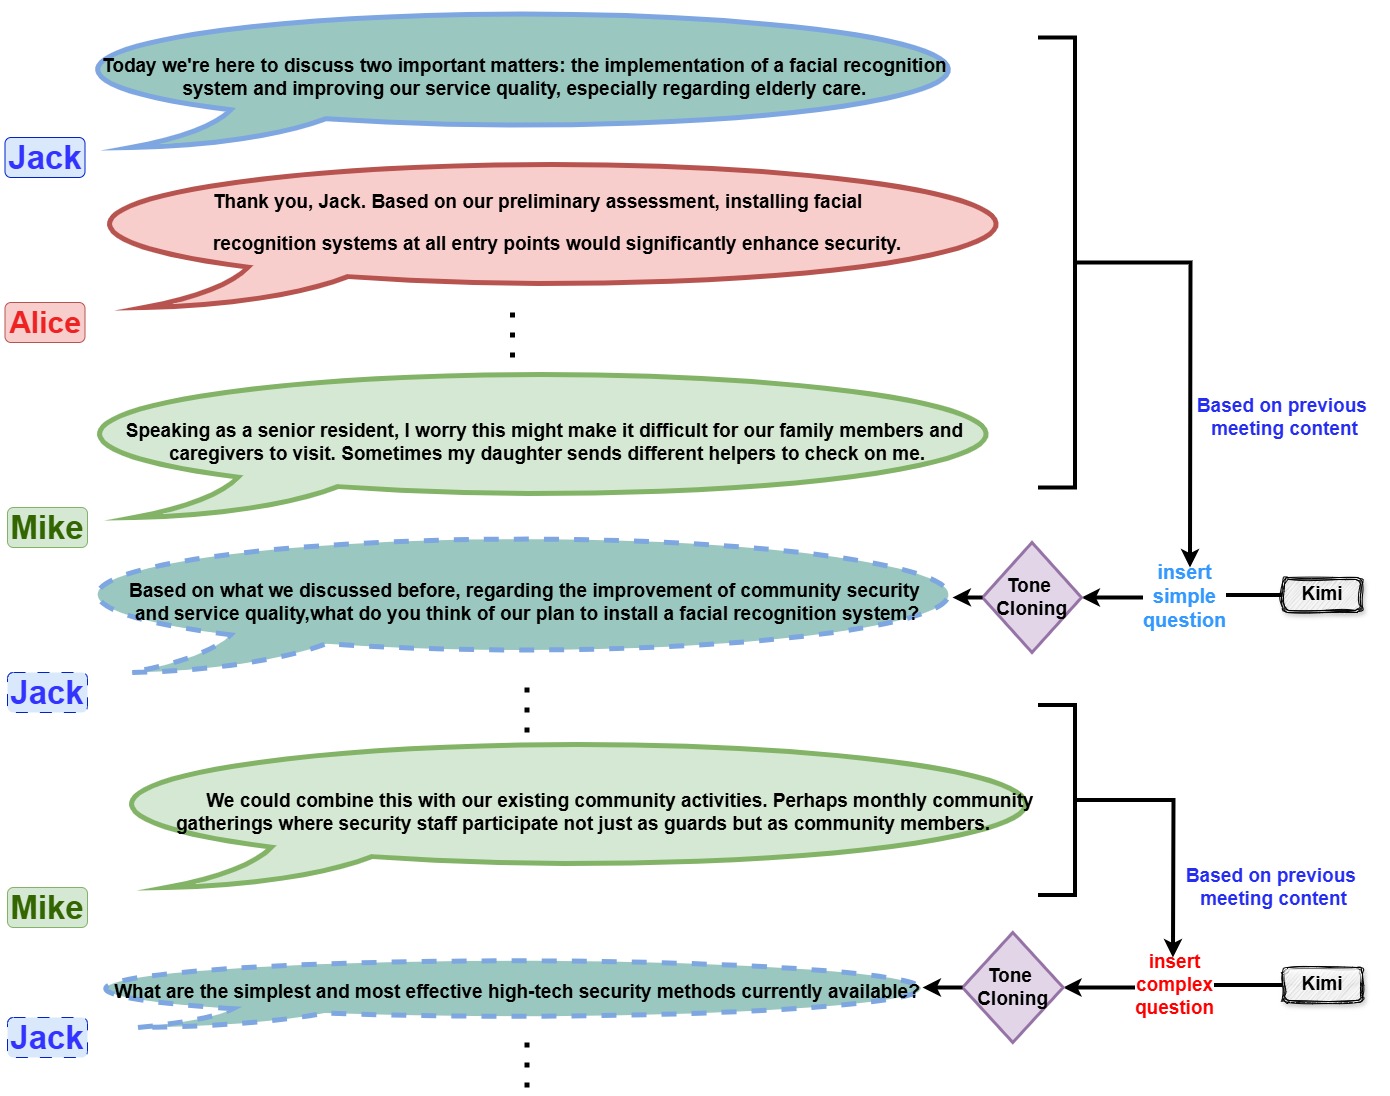 Today we're here to discuss two important matters: the implementation of a facial recognition
system and improving our service quality, especially regarding elderly care.
Jack
Thank you, Jack. Based on our preliminary assessment, installing facial
recognition systems at all entry points would significantly enhance security.
Alice
Speaking as a senior resident, I worry this might make it difficult for our family members and
caregivers to visit. Sometimes my daughter sends different helpers to check on me.
Mike
Based on previous
meeting content
Based on what we discussed before, regarding the improvement of community security
and service quality,what do you think of our plan to install a facial recognition system?
Tone
Cloning
insert
simple
question
Kimi
Jack
We could combine this with our existing community activities. Perhaps monthly community
gatherings where security staff participate not just as guards but as community members.
Mike
Based on previous
meeting content
What are the simplest and most effective high-tech security methods currently available?
Tone
Cloning
insert
complex
question
Kimi
Jack